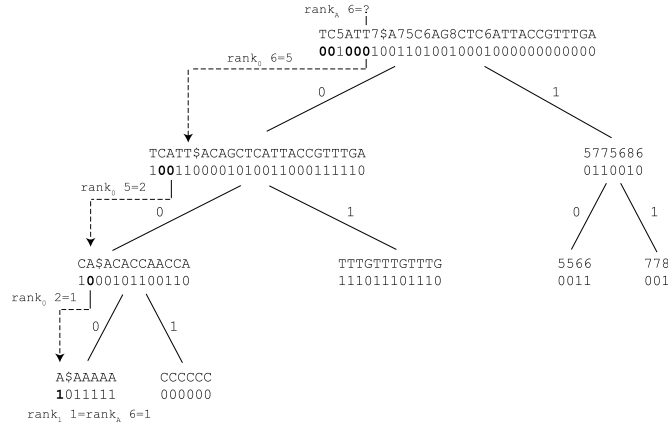 rank_A 6=?
TC5ATT7$A75C6AG8CTC6ATTACCGTTTGA
00100010011010010001000000000000
rank_0 6=5
0
1
TCATT$ACAGCTCATTACCGTTTGA
1001100001010011000111110
5775686
0110010
rank_0 5=2
0
1
0
1
CA$ACACCAACCA
1000101100110
TTTGTTTGTTTG
111011101110
5566
0011
778
001
rank_0 2=1
0
1
A$AAAAA
1011111
CCCCCC
000000
rank_1 1=rank_A 6=1